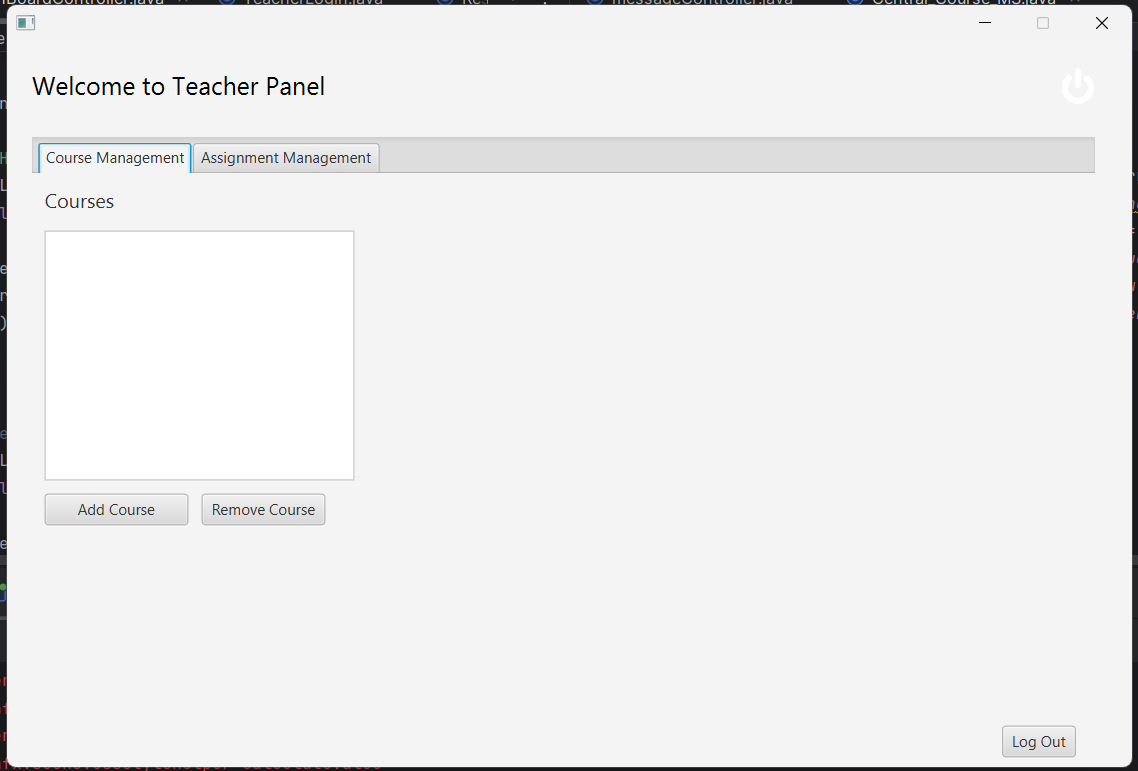 Welcome to Teacher Panel
Course Management Assignment Management
Courses
Add Course Remove Course
Log Out